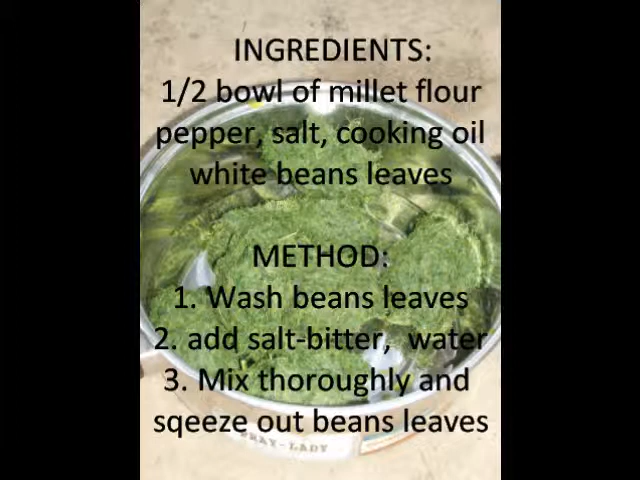 INGREDIENTS:
1/2 bowl of millet flour
pepper, salt, cooking oil
white beans leaves
METHOD:
1. Wash beans leaves
2. add salt-bitter, water
3. Mix thoroughly and
sqeeze out beans leaves